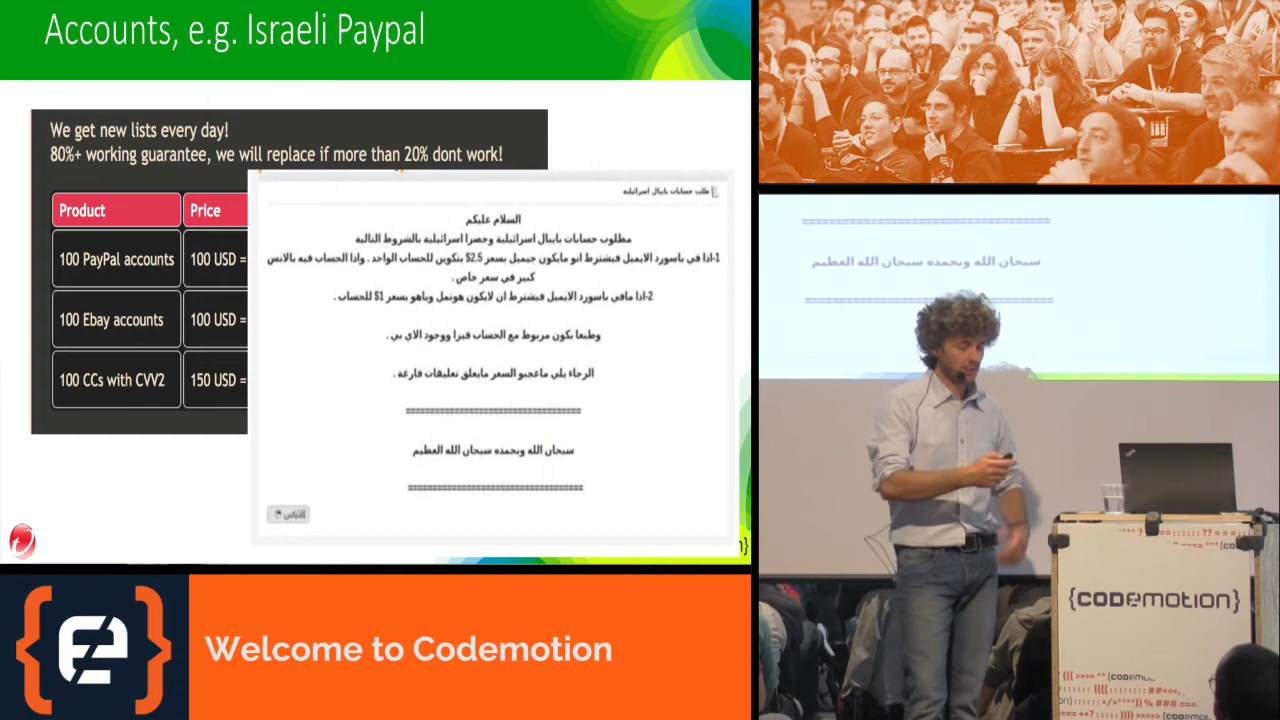 Accounts, e.g. Israeli Paypal
We get new lists every day!
80%+ working guarantee, we will replace if more than 20% dont work!
Product Price
100 PayPal accounts 100 USD =
100 Ebay accounts 100 USD =
100 CCs with CVV2 150 USD =
طلب حسابات بايبال اسرائيلية
السلام عليكم
مطلوب حسابات بايبال اسرائيلية وحصرا اسرائيلية بالشروط التالية
1-اذا في باسورد الايميل فيشترط انو مايكون جيميل بسعر 2.5$ بتكوين للحساب الواحد . واذا الحساب فيه بالانس
كبير في سعر خاص .
2-اذا مافي باسورد الايميل فيشترط ان لايكون هوتمل وياهو بسعر 1$ للحساب .
وطبعا يكون مربوط مع الحساب فيزا ووجود الاي بي .
الرجاء يلي ماعجبو السعر مايعلق تعليقات فارغة .
===================================
سبحان الله وبحمده سبحان الله العظيم
===================================
اقتباس
Welcome to Codemotion
سبحان الله وبحمده سبحان الله العظيم
{CODEMOTION}